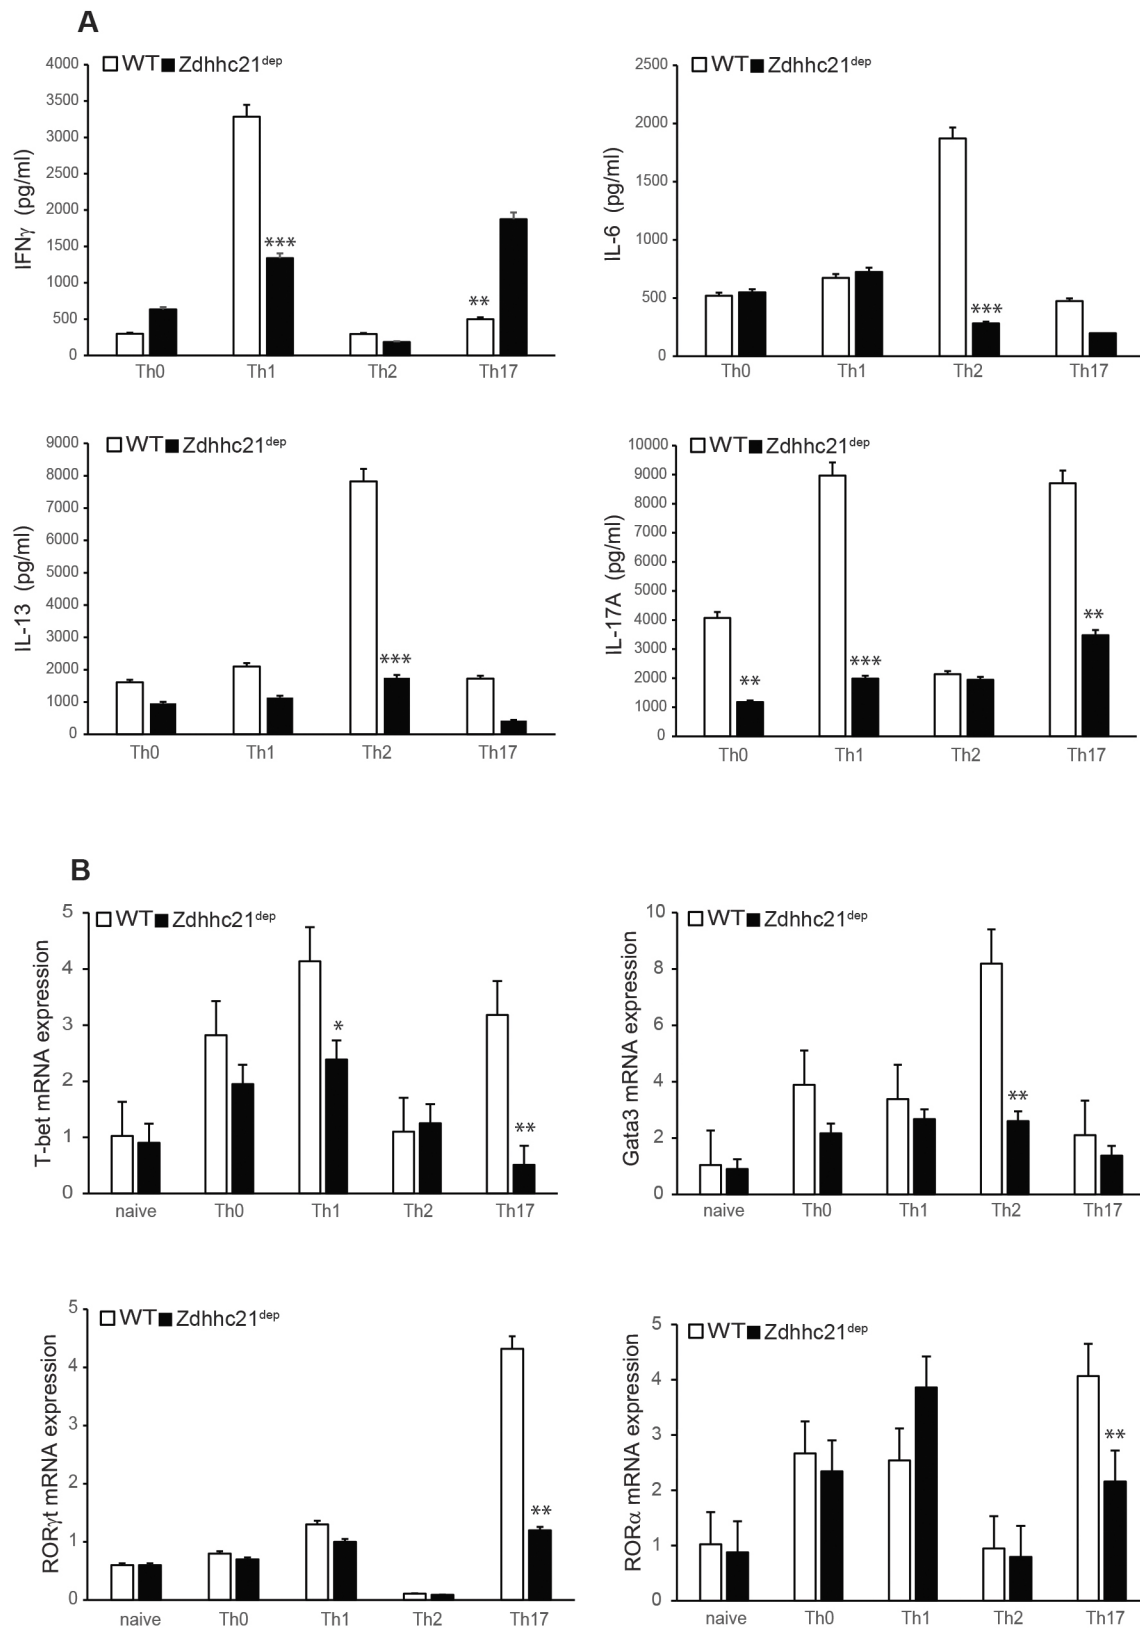 A
WT Zdhhc21dep
IFNγ (pg/ml)
4000
3500
3000
2500
2000
1500
1000
500
0
***
**
Th0 Th1 Th2 Th17
WT Zdhhc21dep
IL-6 (pg/ml)
2500
2000
1500
1000
500
0
***
Th0 Th1 Th2 Th17
WT Zdhhc21dep
IL-13 (pg/ml)
9000
8000
7000
6000
5000
4000
3000
2000
1000
0
***
Th0 Th1 Th2 Th17
WT Zdhhc21dep
IL-17A (pg/ml)
10000
9000
8000
7000
6000
5000
4000
3000
2000
1000
0
**
***
**
Th0 Th1 Th2 Th17
B
WT Zdhhc21dep
T-bet mRNA expression
5
4
3
2
1
0
*
**
naive Th0 Th1 Th2 Th17
WT Zdhhc21dep
Gata3 mRNA expression
10
8
6
4
2
0
**
naive Th0 Th1 Th2 Th17
WT Zdhhc21dep
RORγt mRNA expression
5
4
3
2
1
0
**
naive Th0 Th1 Th2 Th17
WT Zdhhc21dep
RORα mRNA expression
5
4
3
2
1
0
**
naive Th0 Th1 Th2 Th17